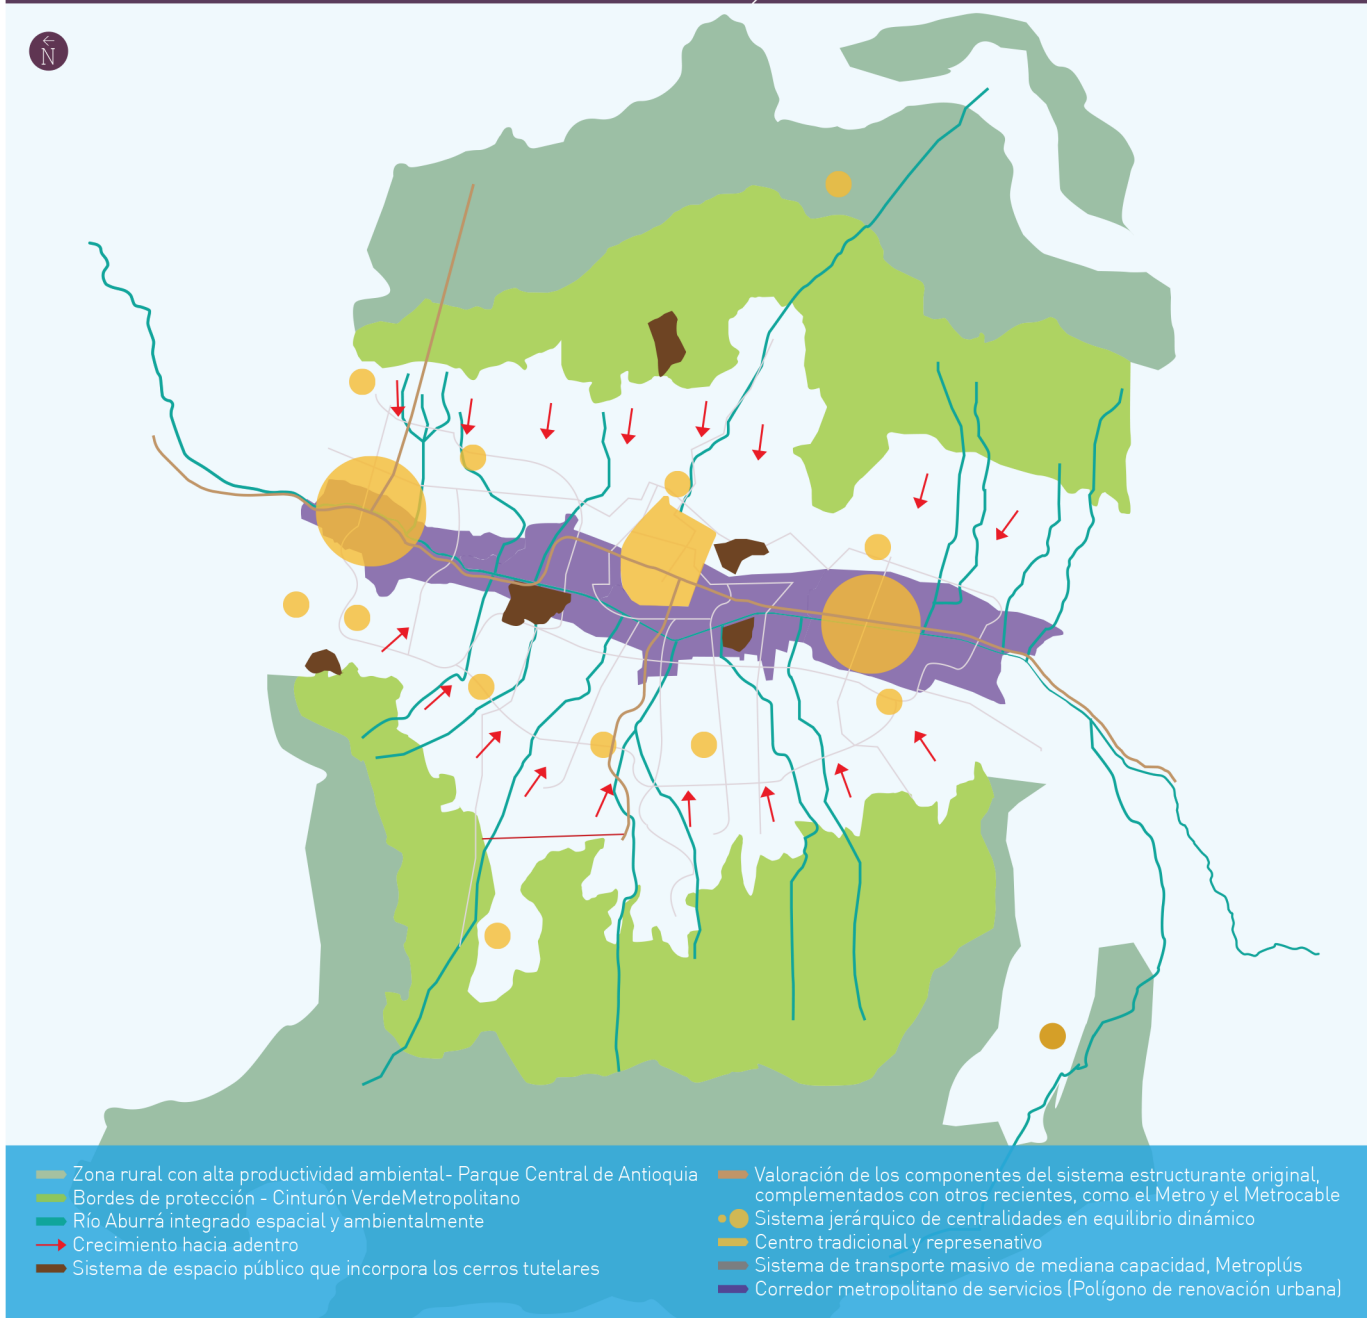 N
Zona rural con alta productividad ambiental- Parque Central de Antioquia
Bordes de protección - Cinturón VerdeMetropolitano
Río Aburrá integrado espacial y ambientalmente
Crecimiento hacia adentro
Sistema de espacio público que incorpora los cerros tutelares
Valoración de los componentes del sistema estructurante original,
complementados con otros recientes, como el Metro y el Metrocable
Sistema jerárquico de centralidades en equilibrio dinámico
Centro tradicional y represenativo
Sistema de transporte masivo de mediana capacidad, Metroplús
Corredor metropolitano de servicios (Polígono de renovación urbana)